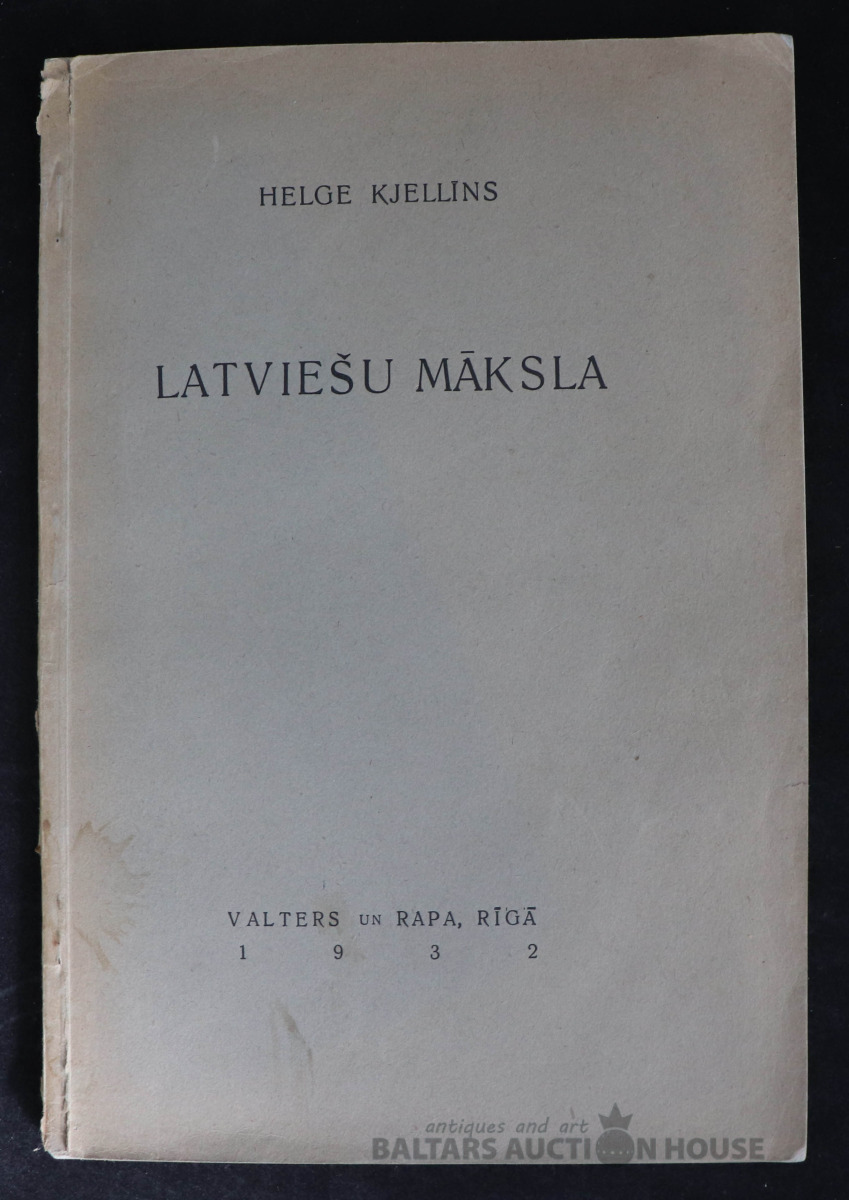 HELGE KJELLĪNS
LATVIEŠU MĀKSLA
VALTERS UN RAPA, RĪGĀ
1 9 3 2
antiques and art
BALTARS AUCTION HOUSE